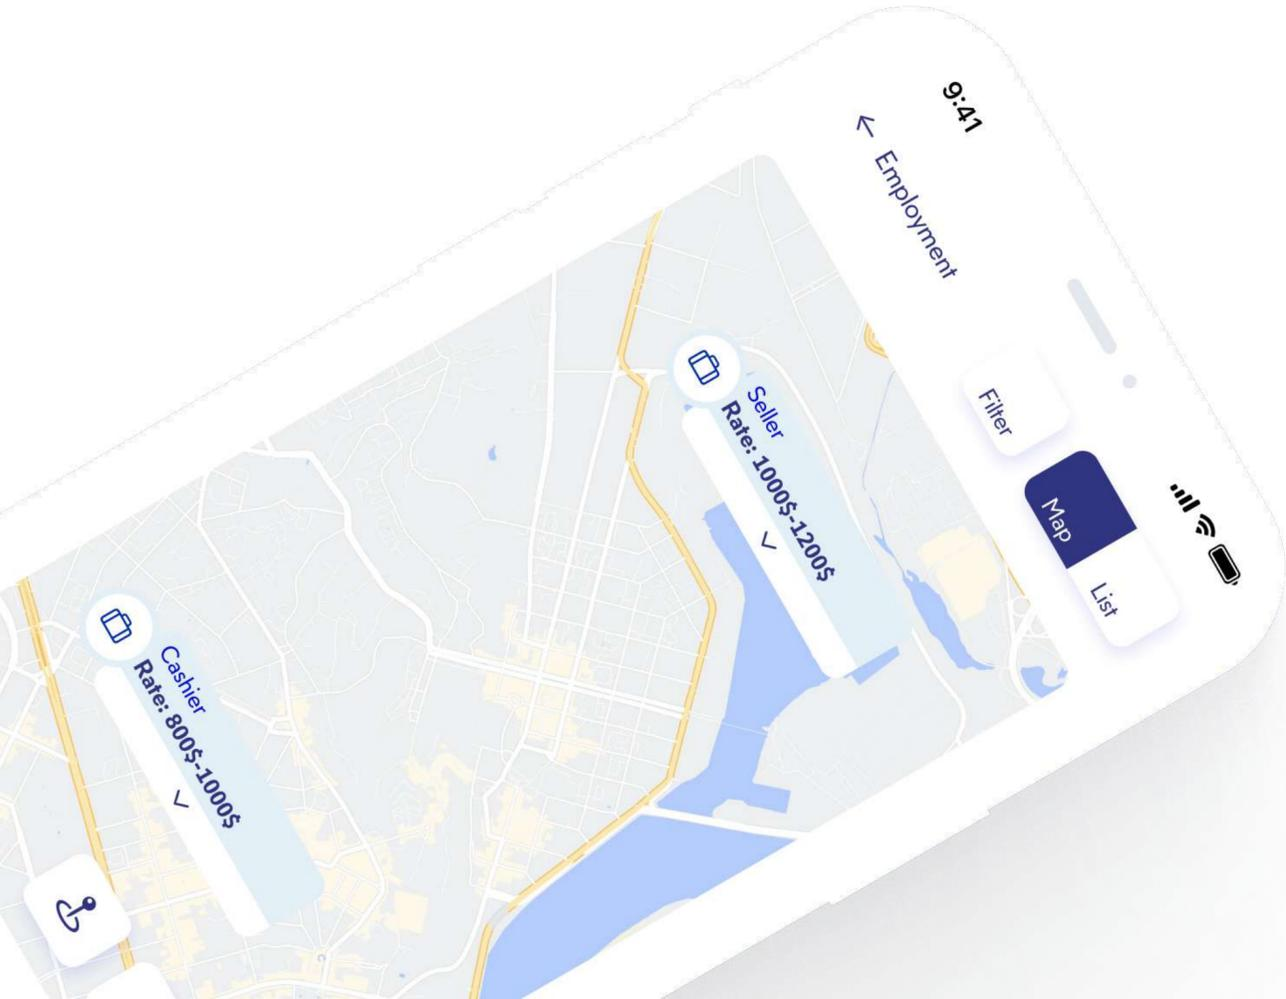 9:41
Employment
Filter
Map
List
Seller
Rate: 1000$-1200$
Cashier
Rate: 800$-1000$